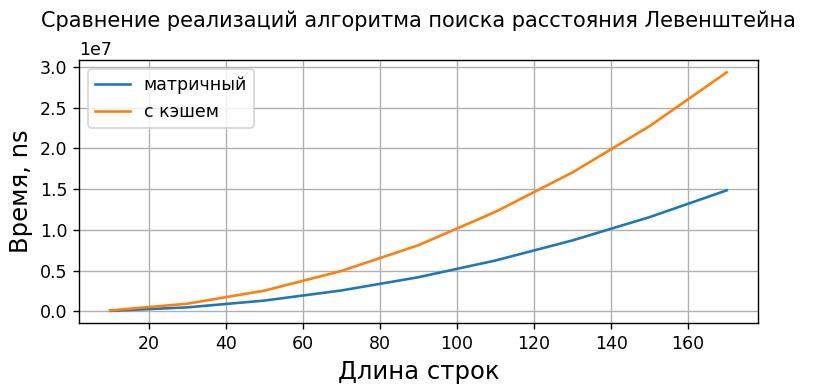 Сравнение реализаций алгоритма поиска расстояния Левенштейна
1e7
3.0
2.5
2.0
1.5
1.0
0.5
0.0
матричный
с кэшем
Время, ns
20 40 60 80 100 120 140 160
Длина строк